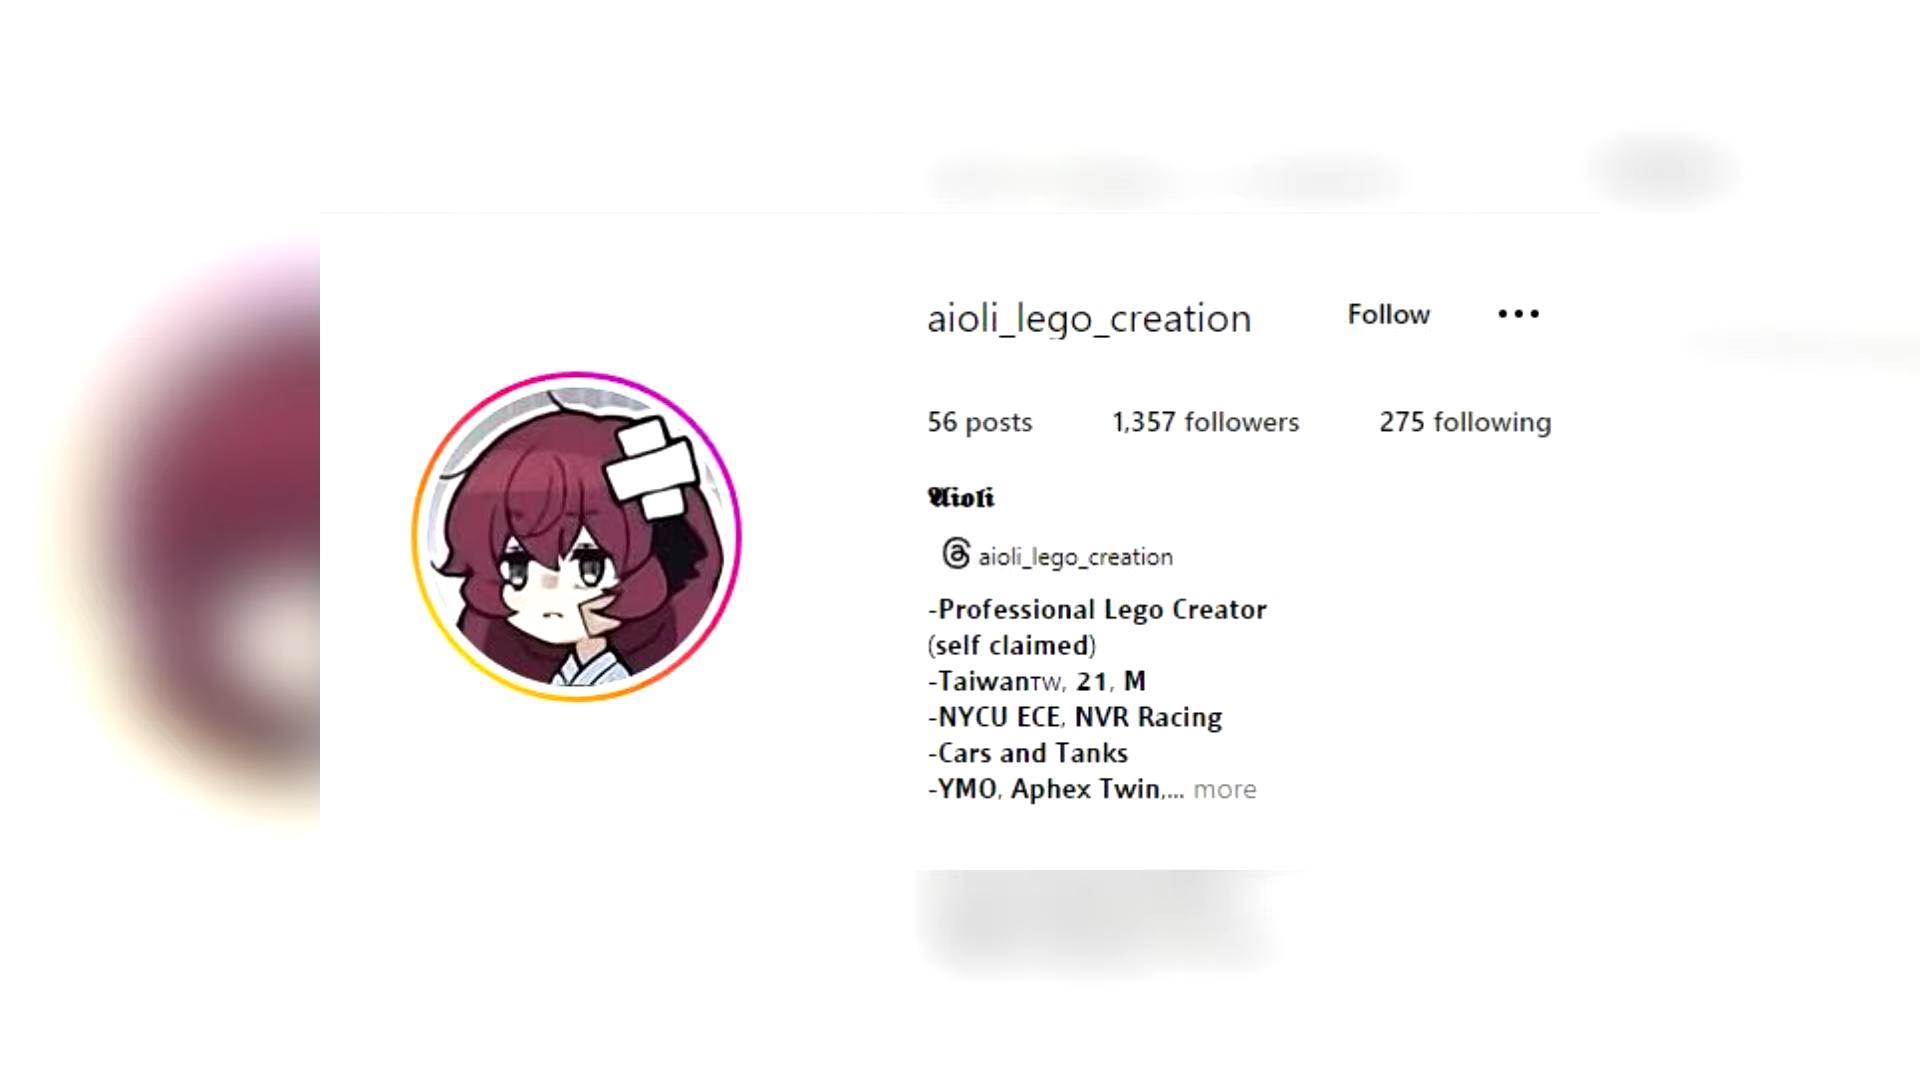 aioli_lego_creation Follow
56 posts 1,357 followers 275 following
𝕬𝖎𝖔𝖑𝖎
aioli_lego_creation
-Professional Lego Creator
(self claimed)
-TaiwanTW, 21, M
-NYCU ECE, NVR Racing
-Cars and Tanks
-YMO, Aphex Twin,... more